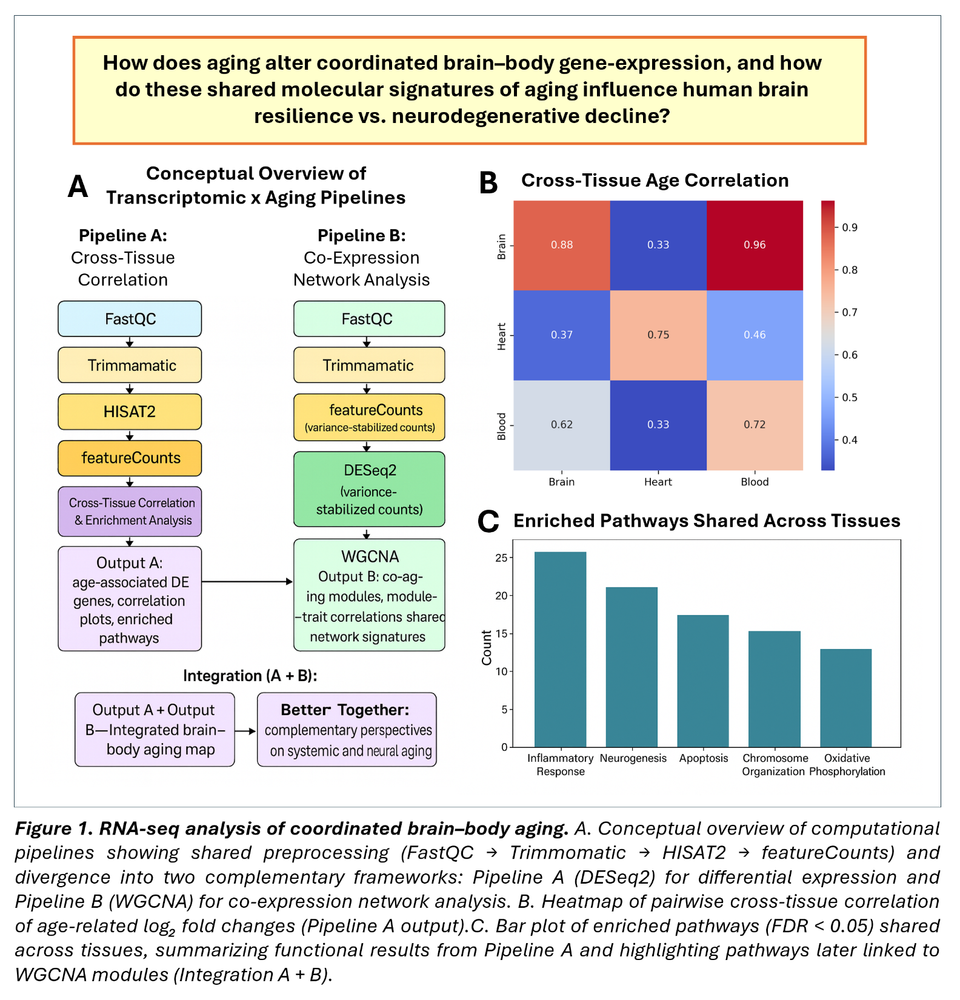 How does aging alter coordinated brain–body gene-expression, and how
do these shared molecular signatures of aging influence human brain
resilience vs. neurodegenerative decline?
A
Conceptual Overview of
Transcriptomic x Aging Pipelines
Pipeline A:
Cross-Tissue
Correlation
FastQC
Trimmamatic
HISAT2
featureCounts
Cross-Tissue Correlation
& Enrichment Analysis
Output A:
age-associated DE
genes, correlation
plots, enriched
pathways
Pipeline B:
Co-Expression
Network Analysis
FastQC
Trimmamatic
featureCounts
(variance-stabilized counts)
DESeq2
(varionce-
stabilized counts)
WGCNA
Output B: co-ag-
ing modules, module-
–trait correlations shared
network signatures
Integration (A + B):
Output A + Output
B—Integrated brain–
body aging map
Better Together:
complementary perspectives
on systemic and neural aging
B
Cross-Tissue Age Correlation
Brain
0.88
0.33
0.96
Heart
0.37
0.75
0.46
Blood
0.62
0.33
0.72
Brain
Heart
Blood
0.9
0.8
0.7
0.6
0.5
0.4
C
Enriched Pathways Shared Across Tissues
Count
25
20
15
10
5
0
Inflammatory
Response
Neurogenesis
Apoptosis
Chromosome
Organization
Oxidative
Phosphorylation
Figure 1. RNA-seq analysis of coordinated brain–body aging. A. Conceptual overview of computational
pipelines showing shared preprocessing (FastQC → Trimmomatic → HISAT2 → featureCounts) and
divergence into two complementary frameworks: Pipeline A (DESeq2) for differential expression and
Pipeline B (WGCNA) for co-expression network analysis. B. Heatmap of pairwise cross-tissue correlation
of age-related log₂ fold changes (Pipeline A output).C. Bar plot of enriched pathways (FDR < 0.05) shared
across tissues, summarizing functional results from Pipeline A and highlighting pathways later linked to
WGCNA modules (Integration A + B).